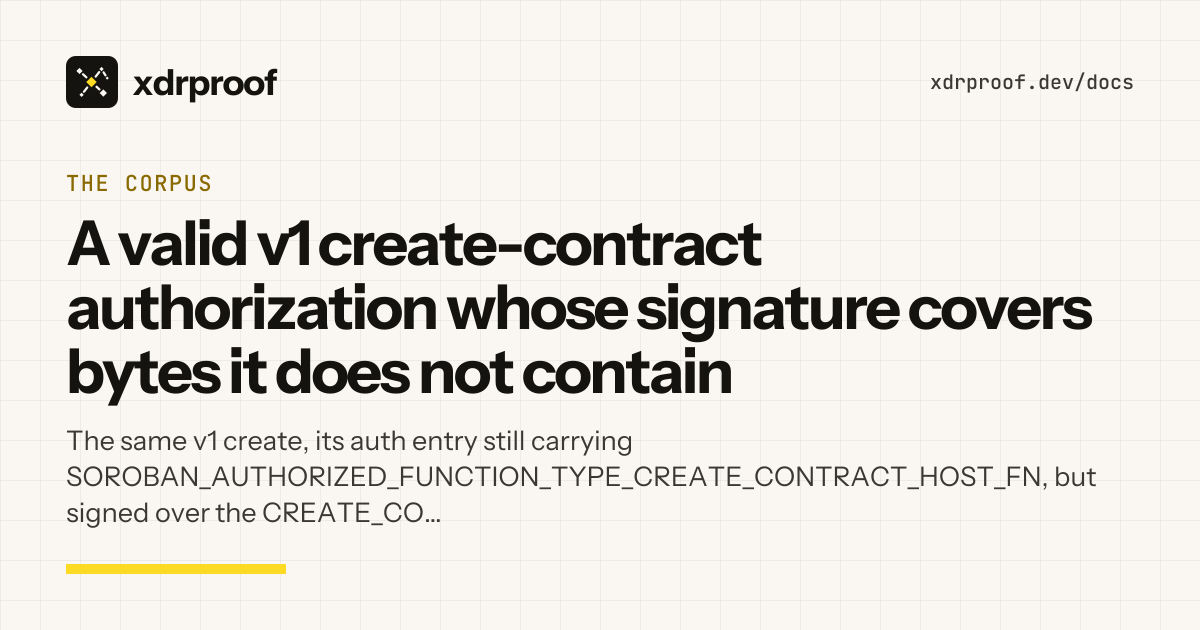 xdrproof
xdrproof.dev/docs
THE CORPUS
A valid v1 create-contract
authorization whose signature covers
bytes it does not contain
The same v1 create, its auth entry still carrying
SOROBAN_AUTHORIZED_FUNCTION_TYPE_CREATE_CONTRACT_HOST_FN, but
signed over the CREATE_CO…